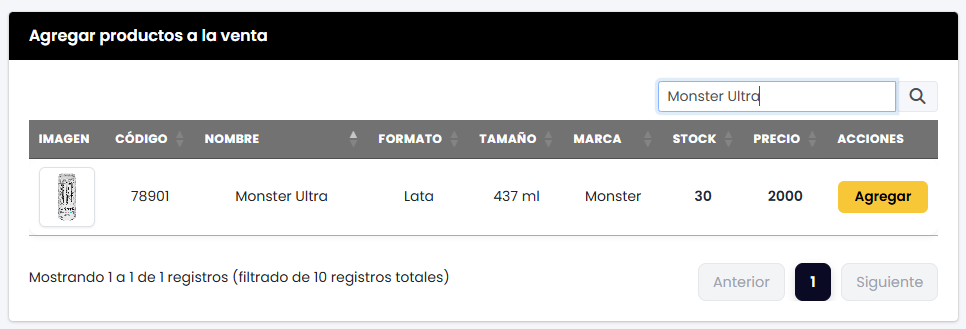 Agregar productos a la venta
Monster Ultra
IMAGEN CÓDIGO NOMBRE FORMATO TAMAÑO MARCA STOCK PRECIO ACCIONES
78901 Monster Ultra Lata 437 ml Monster 30 2000 Agregar
Mostrando 1 a 1 de 1 registros (filtrado de 10 registros totales)
Anterior 1 Siguiente